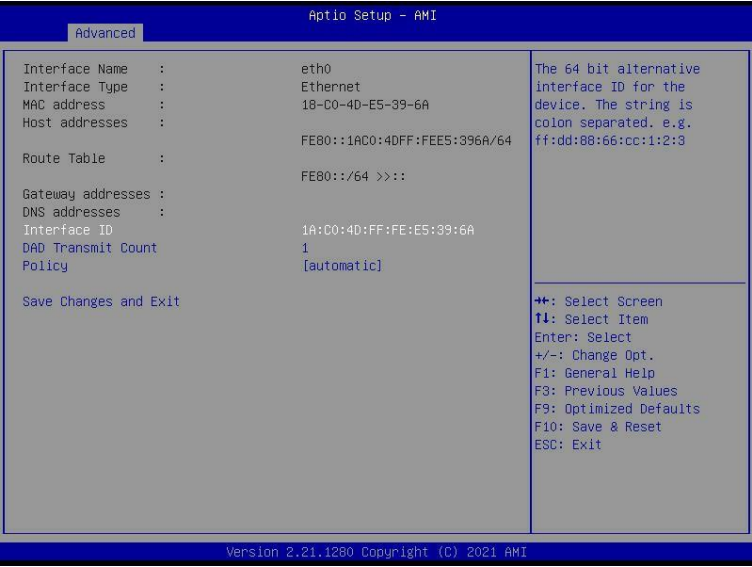 Aptio Setup – AMI
Advanced
Interface Name : eth0
Interface Type : Ethernet
MAC address : 18-C0-4D-E5-39-6A
Host addresses :
FE80::1AC0:4DFF:FEE5:396A/64
Route Table :
FE80::/64 >>::
Gateway addresses :
DNS addresses :
Interface ID 1A:C0:4D:FF:FE:E5:39:6A
DAD Transmit Count 1
Policy [automatic]
Save Changes and Exit
The 64 bit alternative
interface ID for the
device. The string is
colon separated. e.g.
ff:dd:88:66:cc:1:2:3
→←: Select Screen
↑↓: Select Item
Enter: Select
+/-: Change Opt.
F1: General Help
F3: Previous Values
F9: Optimized Defaults
F10: Save & Reset
ESC: Exit
Version 2.21.1280 Copyright (C) 2021 AMI